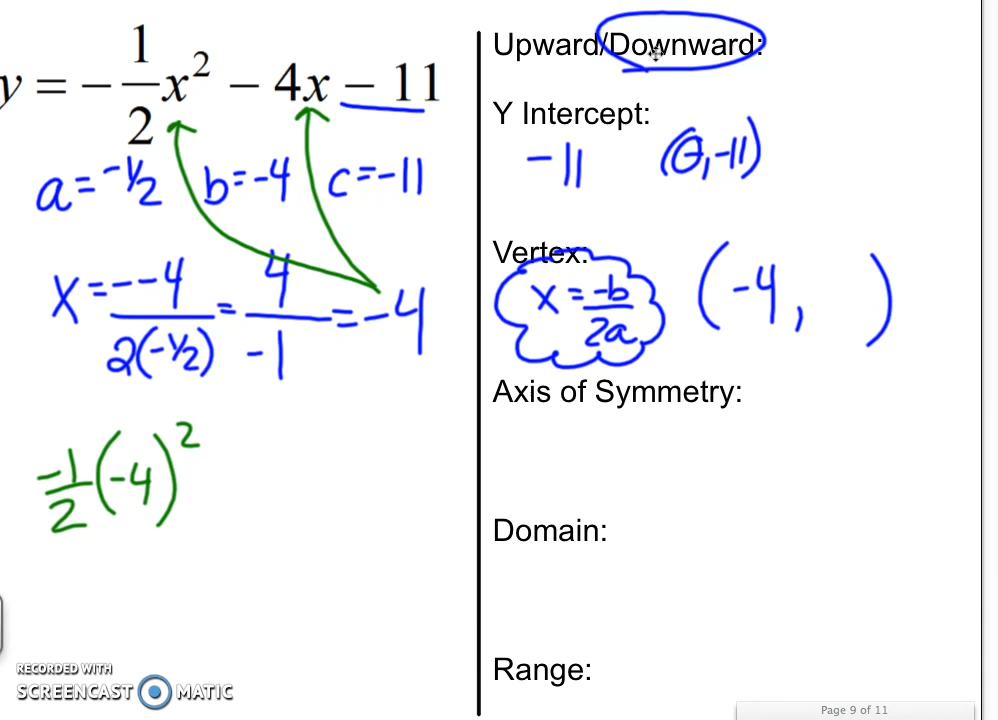 y = -1/2 x² - 4x - 11
a = -1/2 b = -4 c = -11
x = --4 / 2(-1/2) = 4 / -1 = -4
-1/2 (-4)²
RECORDED WITH
SCREENCAST MATIC
Upward/Downward:
Y Intercept:
-11 (0, -11)
Vertex:
x = -b / 2a (-4, )
Axis of Symmetry:
Domain:
Range:
Page 9 of 11